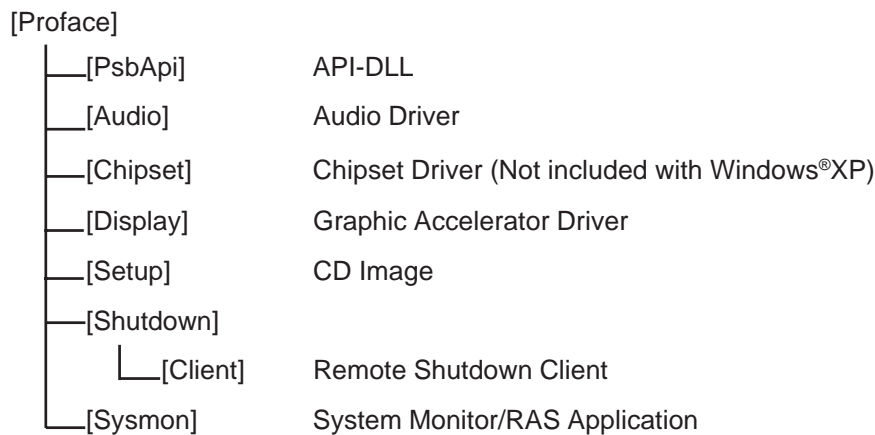 [Proface]
[PsbApi] API-DLL
[Audio] Audio Driver
[Chipset] Chipset Driver (Not included with Windows®XP)
[Display] Graphic Accelerator Driver
[Setup] CD Image
[Shutdown]
[Client] Remote Shutdown Client
[Sysmon] System Monitor/RAS Application